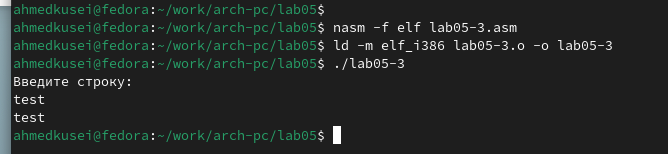 ahmedkusei@fedora:~/work/arch-pc/lab05$
ahmedkusei@fedora:~/work/arch-pc/lab05$ nasm -f elf lab05-3.asm
ahmedkusei@fedora:~/work/arch-pc/lab05$ ld -m elf_i386 lab05-3.o -o lab05-3
ahmedkusei@fedora:~/work/arch-pc/lab05$ ./lab05-3
Введите строку:
test
test
ahmedkusei@fedora:~/work/arch-pc/lab05$